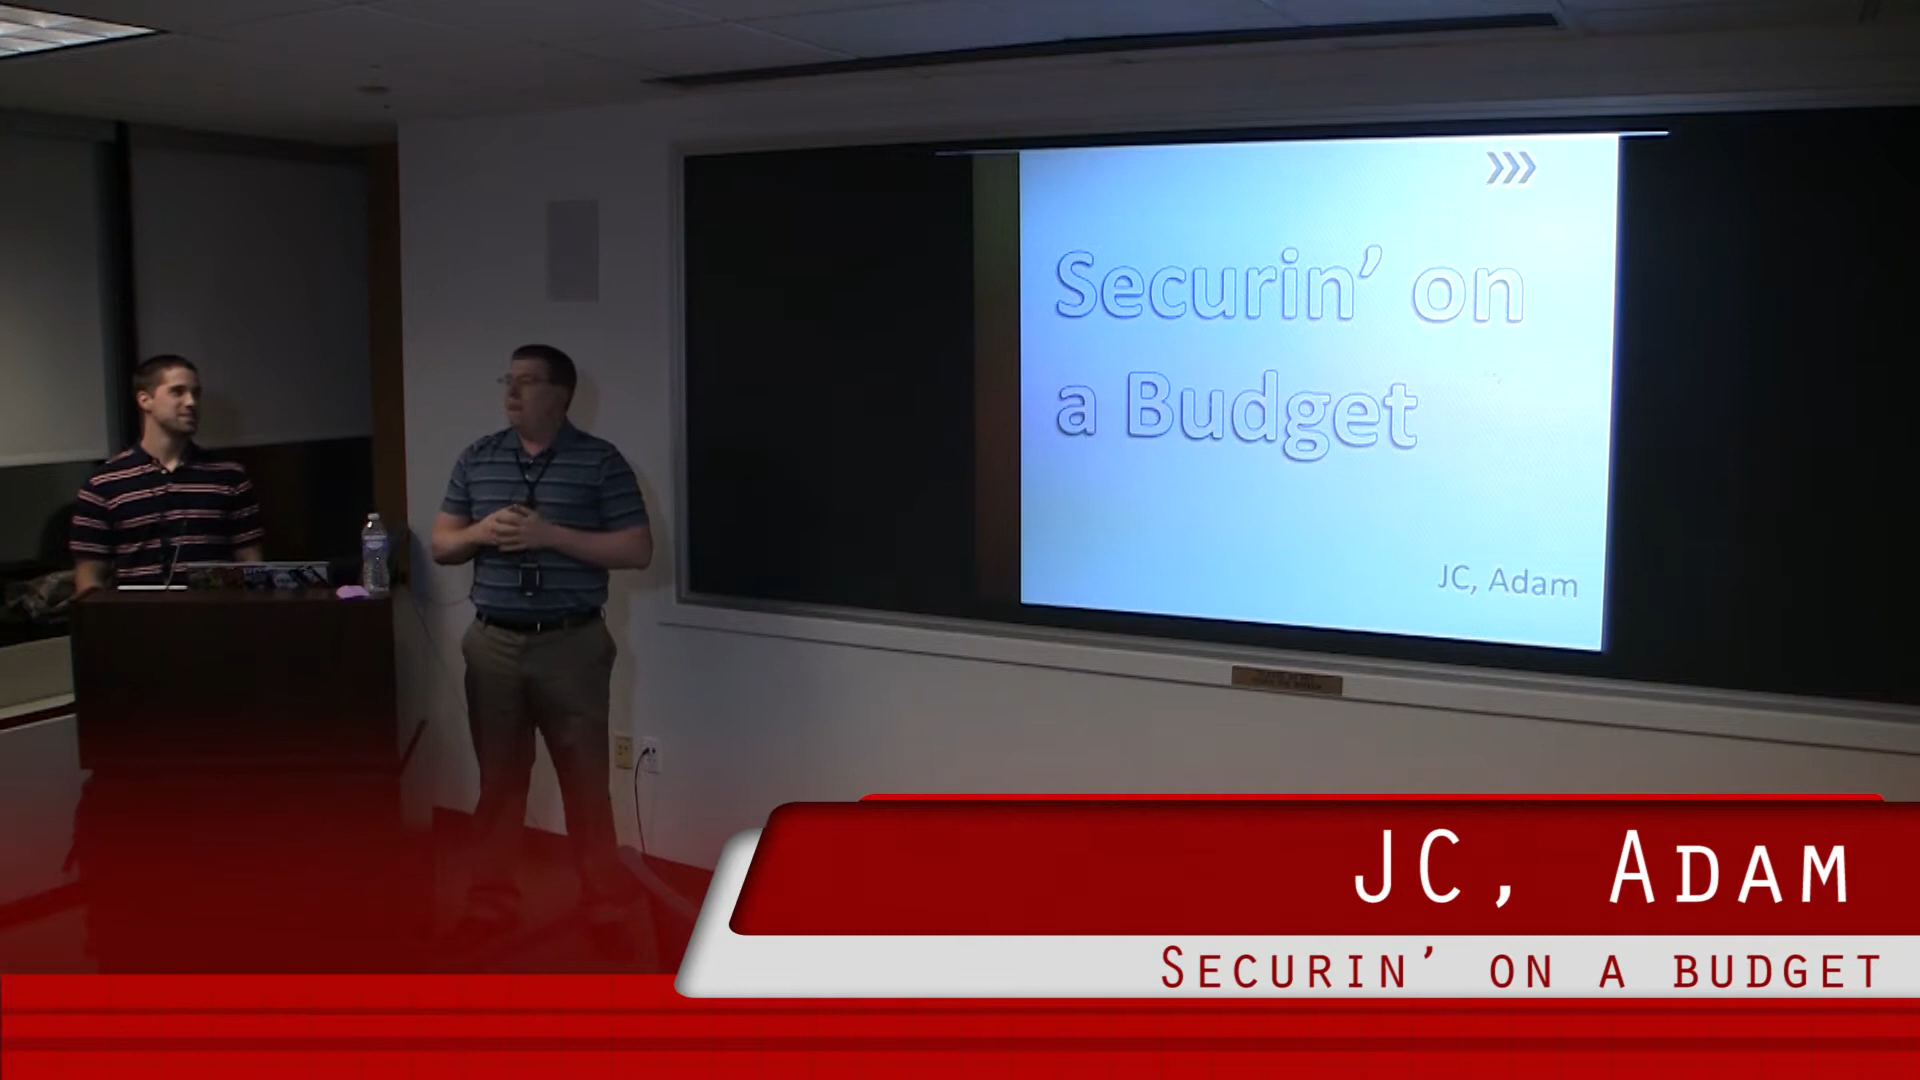 Securin’ on
a Budget
JC, Adam
JC, Adam
Securin’ on a budget